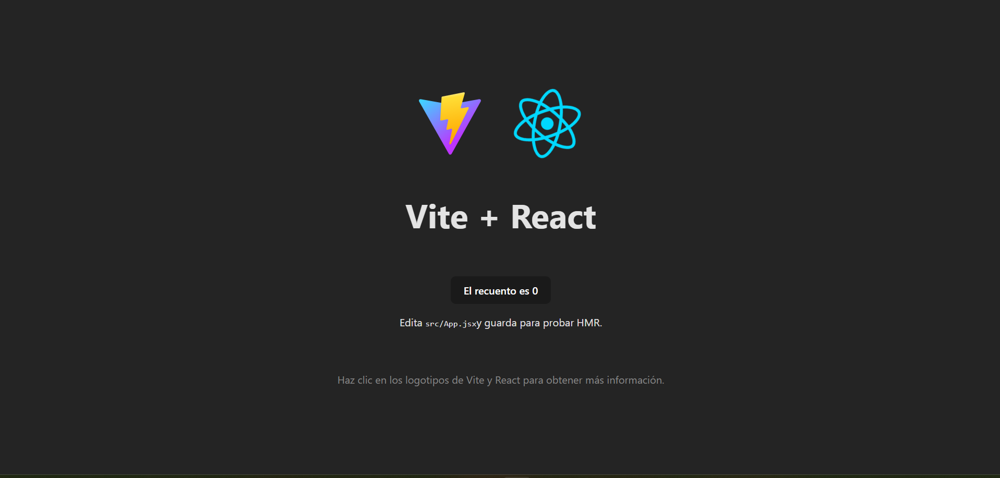 Vite + React
El recuento es 0
Edita src/App.jsxy guarda para probar HMR.
Haz clic en los logotipos de Vite y React para obtener más información.